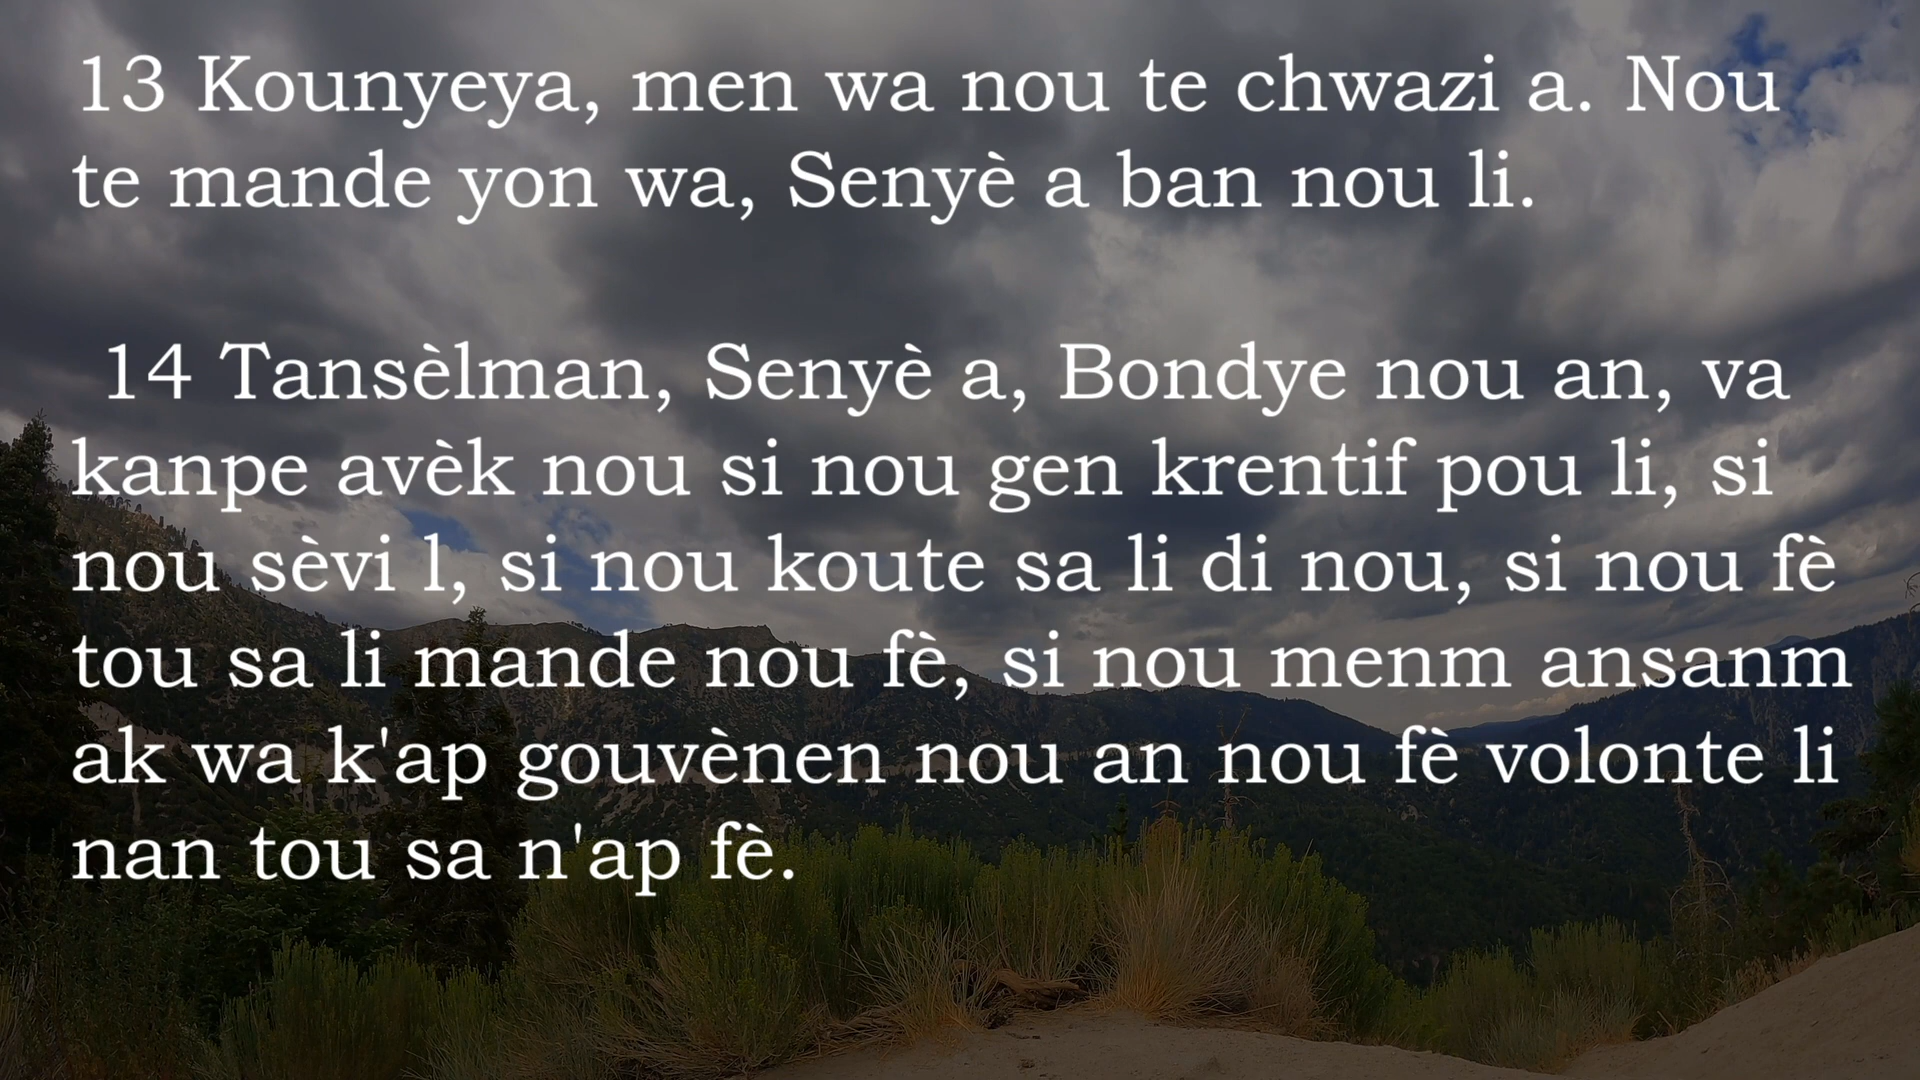 13 Kounyeya, men wa nou te chwazi a. Nou
te mande yon wa, Senyè a ban nou li.
14 Tansèlman, Senyè a, Bondye nou an, va
kanpe avèk nou si nou gen krentif pou li, si
nou sèvi l, si nou koute sa li di nou, si nou fè
tou sa li mande nou fè, si nou menm ansanm
ak wa k'ap gouvènen nou an nou fè volonte li
nan tou sa n'ap fè.